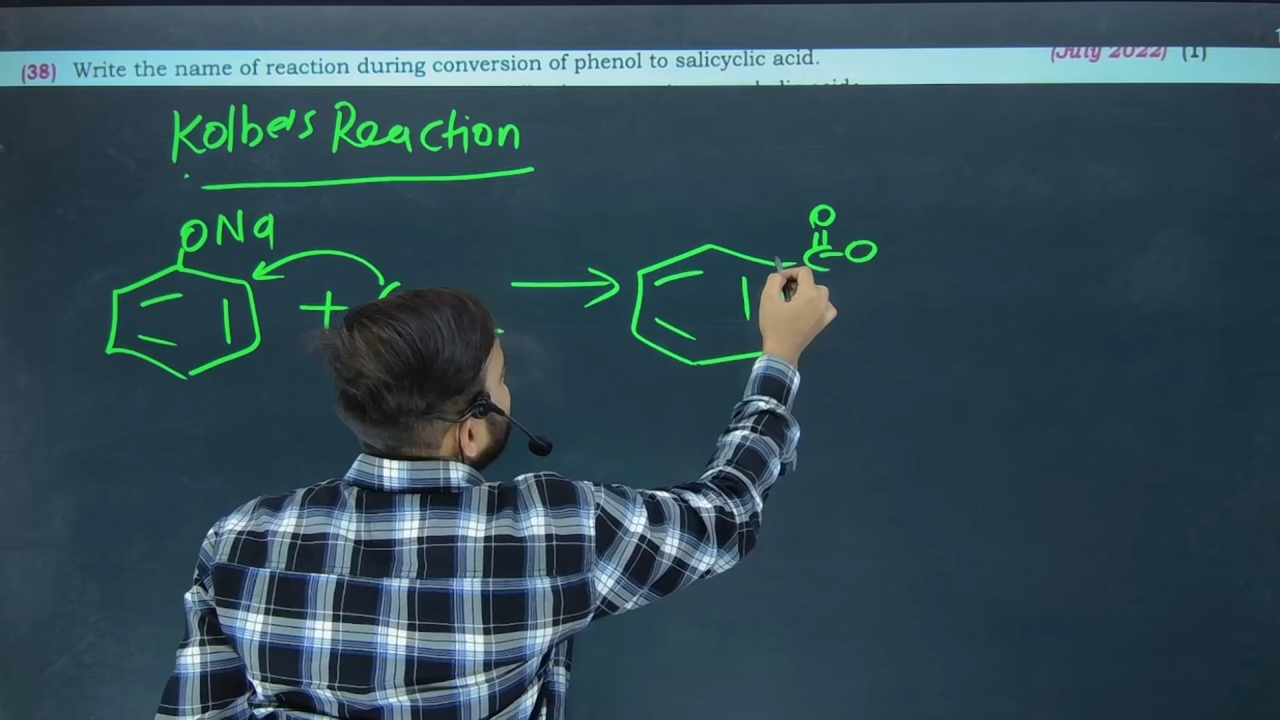 (July 2022) (1)
(38) Write the name of reaction during conversion of phenol to salicyclic acid.
Kolbe's Reaction
ONa
+
O
C-O